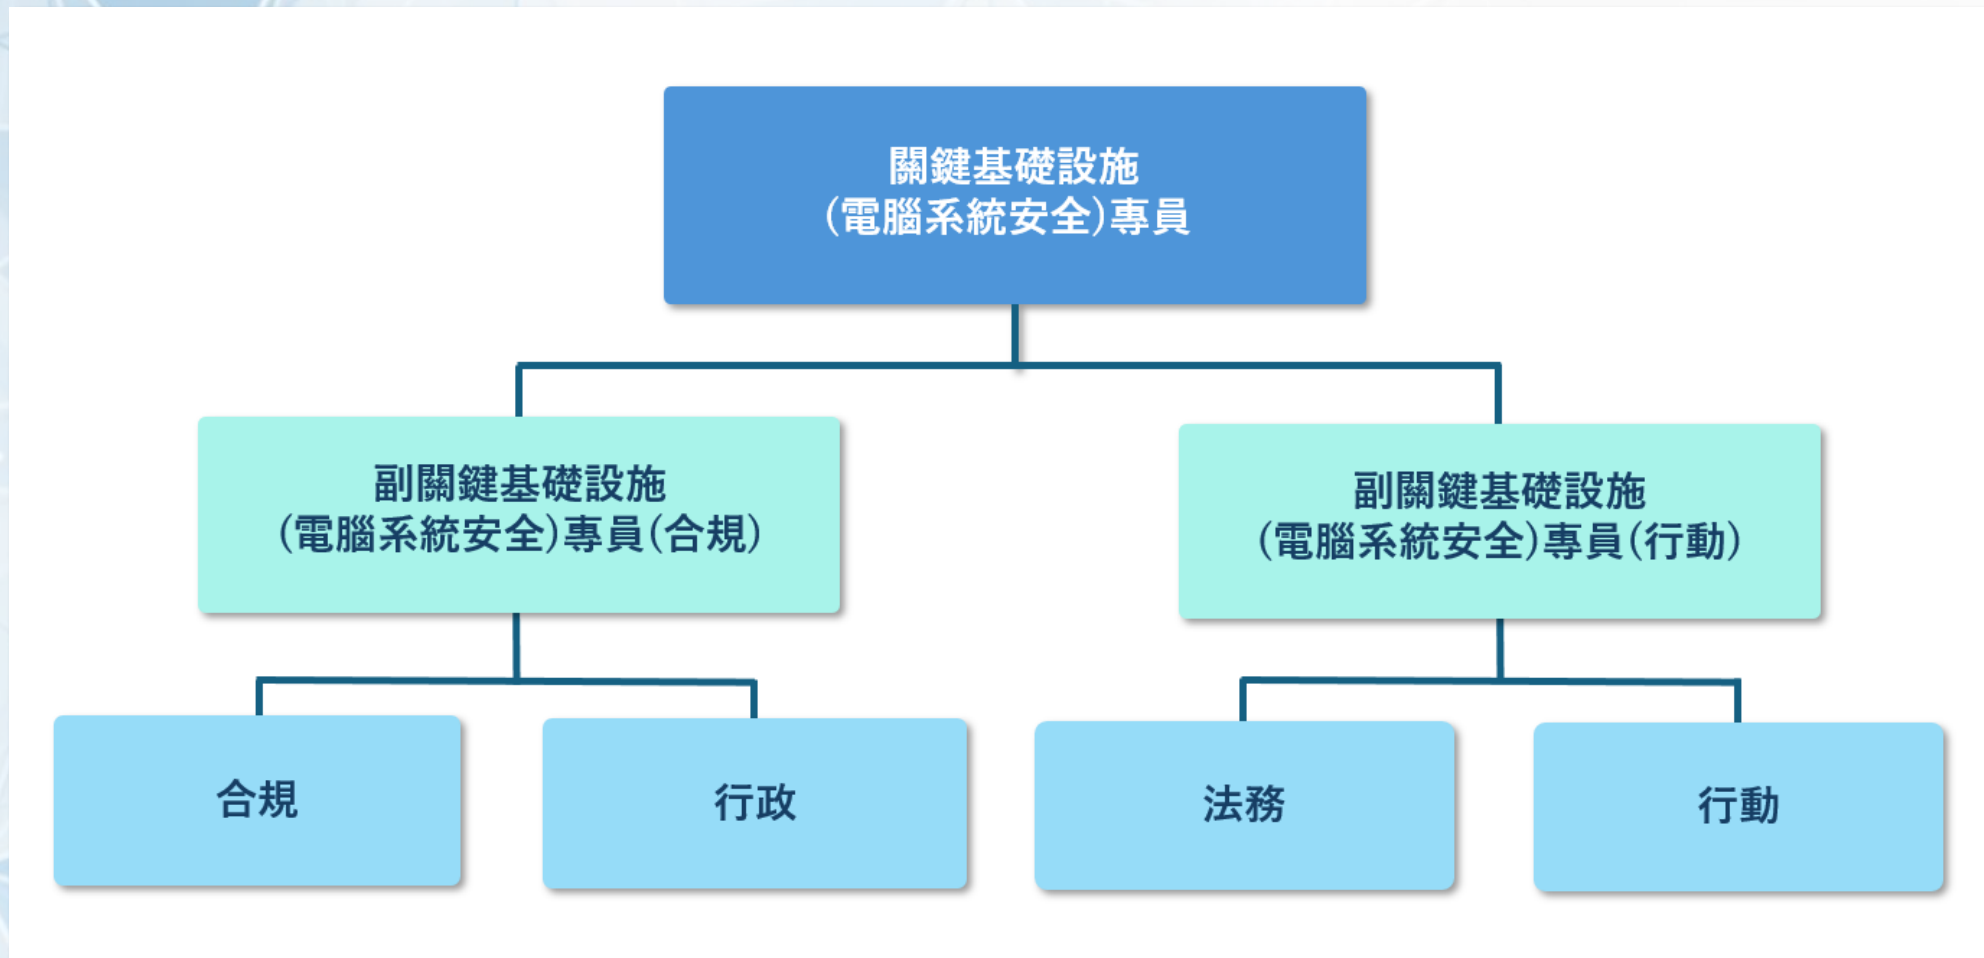 關鍵基礎設施
(電腦系統安全)專員
副關鍵基礎設施
(電腦系統安全)專員(合規)
副關鍵基礎設施
(電腦系統安全)專員(行動)
合規
行政
法務
行動